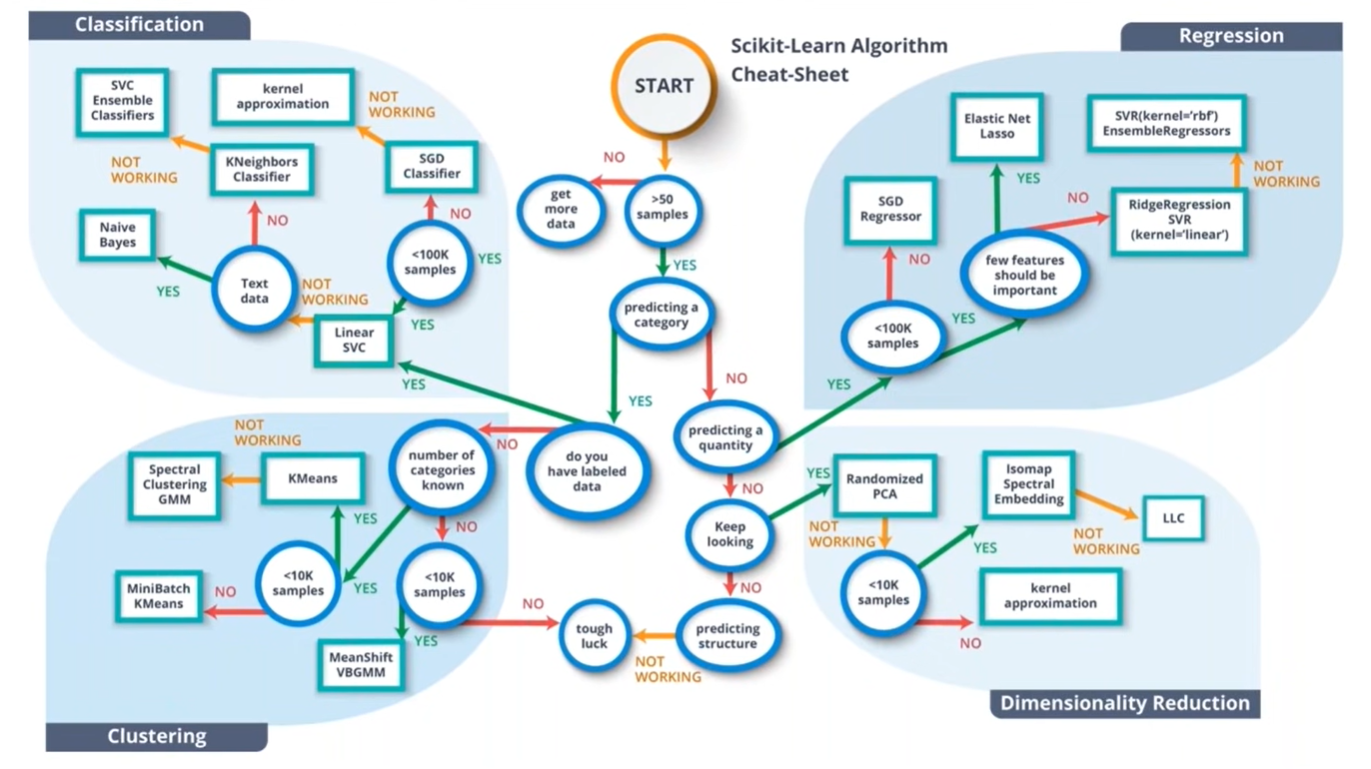 Classification
SVC
Ensemble
Classifiers
kernel
approximation
NOT
WORKING
NOT
WORKING
KNeighbors
Classifier
SGD
Classifier
NO
NO
Naive
Bayes
YES
Text
data
<100K
samples
YES
NOT
WORKING
YES
Linear
SVC
YES
START
Scikit-Learn Algorithm
Cheat-Sheet
NO
get
more
data
>50
samples
YES
predicting a
category
YES
NO
do you
have labeled
data
NO
predicting a
quantity
NO
YES
Keep
looking
YES
NO
predicting
structure
NOT
WORKING
tough
luck
NO
Regression
Elastic Net
Lasso
SVR(kernel='rbf')
EnsembleRegressors
YES
NOT
WORKING
SGD
Regressor
NO
RidgeRegression
SVR
(kernel='linear')
NO
few features
should be
important
YES
<100K
samples
NOT
WORKING
Spectral
Clustering
GMM
KMeans
number of
categories
known
YES
NO
<10K
samples
YES
<10K
samples
MiniBatch
KMeans
NO
YES
MeanShift
VBGMM
Clustering
Randomized
PCA
Isomap
Spectral
Embedding
LLC
NOT
WORKING
NOT
WORKING
YES
<10K
samples
kernel
approximation
NO
Dimensionality Reduction